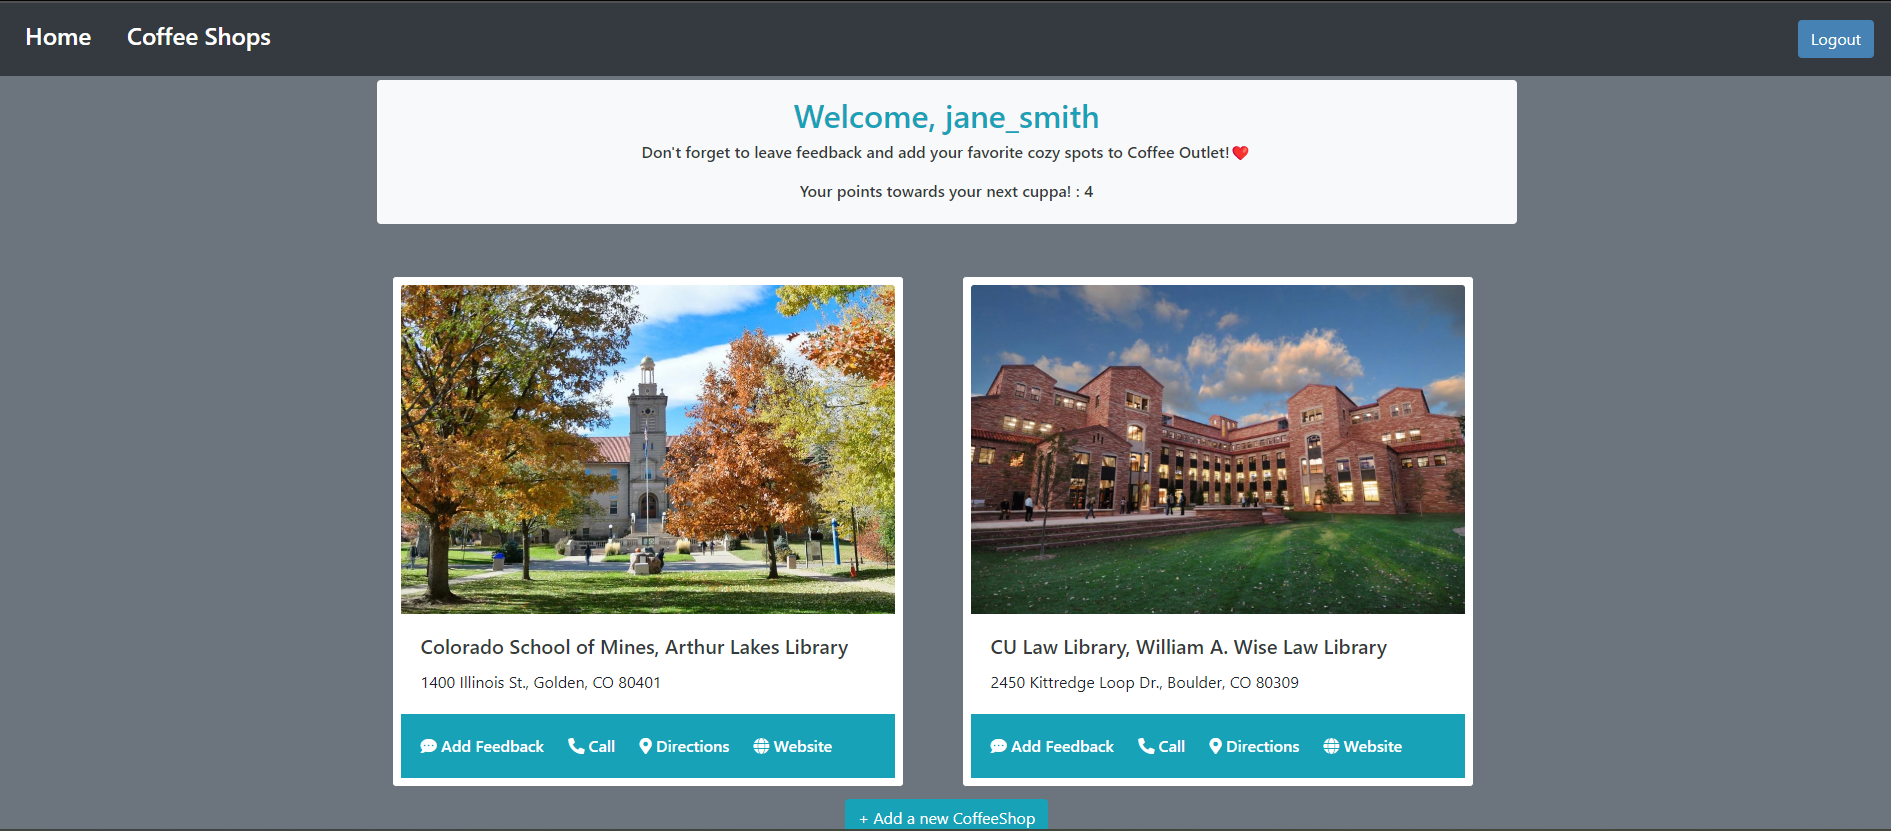 Home Coffee Shops Logout
Welcome, jane_smith
Don't forget to leave feedback and add your favorite cozy spots to Coffee Outlet!❤️
Your points towards your next cuppa! : 4
Colorado School of Mines, Arthur Lakes Library
1400 Illinois St., Golden, CO 80401
Add Feedback Call Directions Website
CU Law Library, William A. Wise Law Library
2450 Kittredge Loop Dr., Boulder, CO 80309
Add Feedback Call Directions Website
+ Add a new CoffeeShop